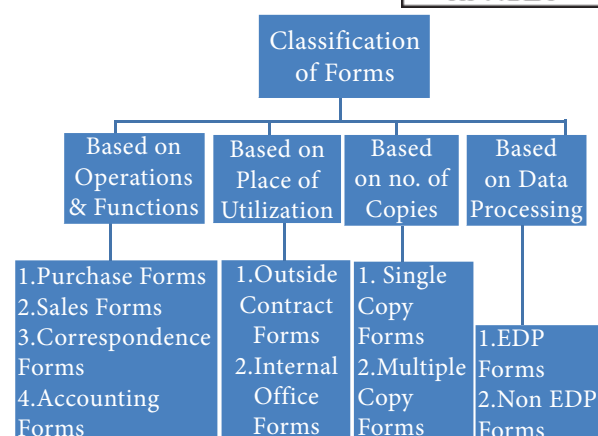 Classification
of Forms
Based on
Operations
& Functions
Based on
Place of
Utilization
Based
on no. of
Copies
Based
on Data
Processing
1.Purchase Forms
2.Sales Forms
3.Correspondence
Forms
4.Accounting
Forms
1.Outside
Contract
Forms
2.Internal
Office
Forms
1. Single
Copy
Forms
2.Multiple
Copy
Forms
1.EDP
Forms
2.Non EDP
Forms